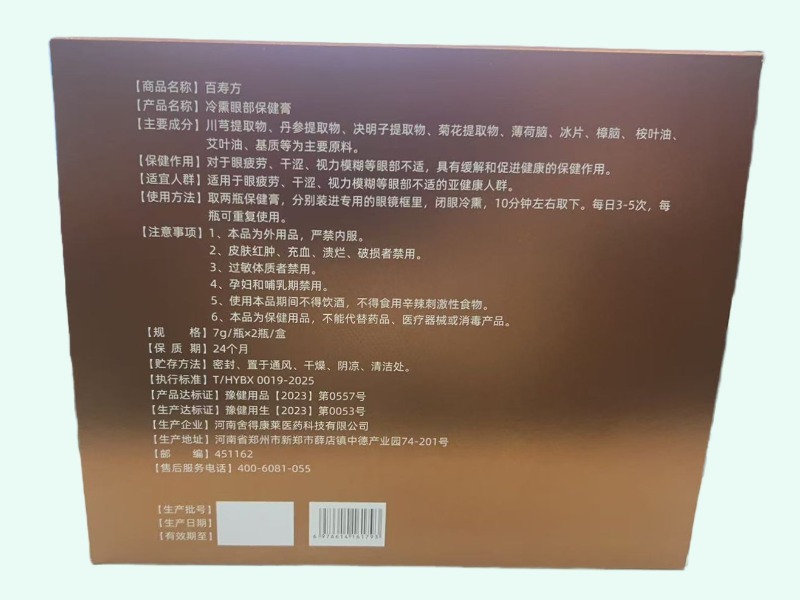 【商品名称】百寿方
【产品名称】冷熏眼部保健膏
【主要成分】川芎提取物、丹参提取物、决明子提取物、菊花提取物、薄荷脑、冰片、樟脑、桉叶油、
艾叶油、基质等为主要原料。
【保健作用】对于眼疲劳、干涩、视力模糊等眼部不适，具有缓解和促进健康的保健作用。
【适宜人群】适用于眼疲劳、干涩、视力模糊等眼部不适的亚健康人群。
【使用方法】取两瓶保健膏，分别装进专用的眼镜框里，闭眼冷熏，10分钟左右取下。每日3-5次，每
瓶可重复使用。
【注意事项】1、本品为外用品，严禁内服。
2、皮肤红肿、充血、溃烂、破损者禁用。
3、过敏体质者禁用。
4、孕妇和哺乳期禁用。
5、使用本品期间不得饮酒，不得食用辛辣刺激性食物。
6、本品为保健用品，不能代替药品、医疗器械或消毒产品。
【规 格】7g/瓶×2瓶/盒
【保 质 期】24个月
【贮存方法】密封、置于通风、干燥、阴凉、清洁处。
【执行标准】T/HYBX 0019-2025
【产品达标证】豫健用品【2023】第0557号
【生产达标证】豫健用生【2023】第0053号
【生产企业】河南舍得康莱医药科技有限公司
【生产地址】河南省郑州市新郑市薛店镇中德产业园74-201号
【邮 编】451162
【售后服务电话】400-6081-055
【生产批号】
【生产日期】
【有效期至】
6976614161793